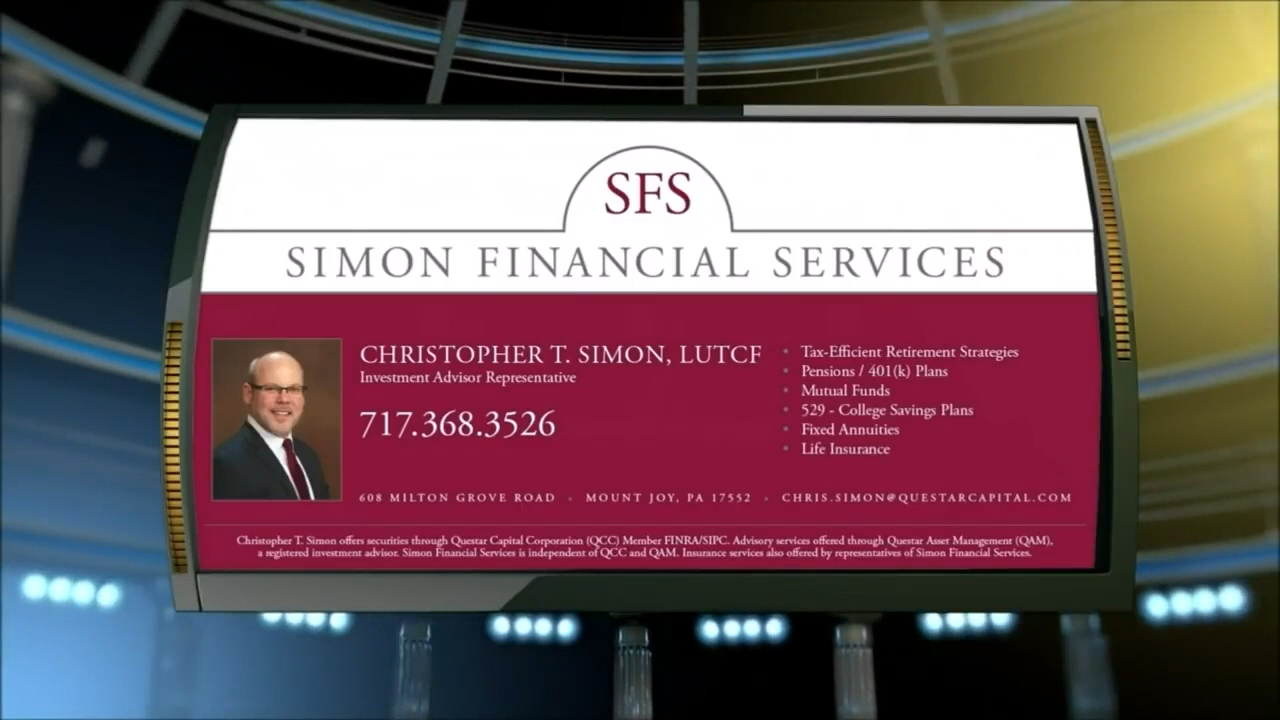 SFS
SIMON FINANCIAL SERVICES
CHRISTOPHER T. SIMON, LUTCF
Investment Advisor Representative
717.368.3526
Tax-Efficient Retirement Strategies
Pensions / 401(k) Plans
Mutual Funds
529 - College Savings Plans
Fixed Annuities
Life Insurance
608 MILTON GROVE ROAD • MOUNT JOY, PA 17552 • CHRIS.SIMON@QUESTARCAPITAL.COM
Christopher T. Simon offers securities through Questar Capital Corporation (QCC) Member FINRA/SIPC. Advisory services offered through Questar Asset Management (QAM),
a registered investment advisor. Simon Financial Services is independent of QCC and QAM. Insurance services also offered by representatives of Simon Financial Services.